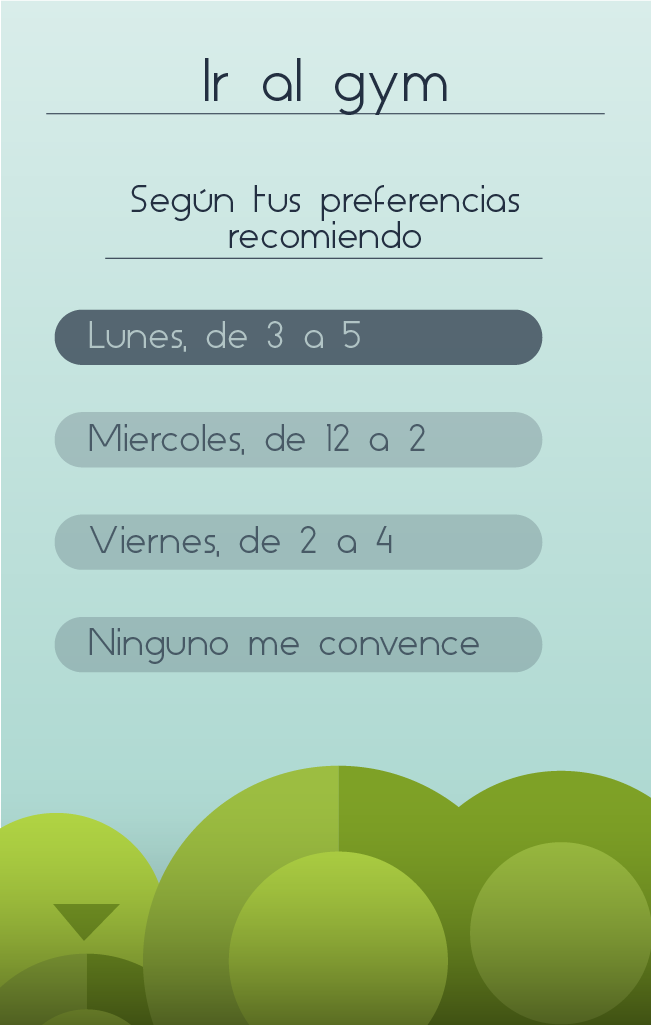 Ir al gym
Según tus preferencias
recomiendo
Lunes, de 3 a 5
Miercoles, de 12 a 2
Viernes, de 2 a 4
Ninguno me convence